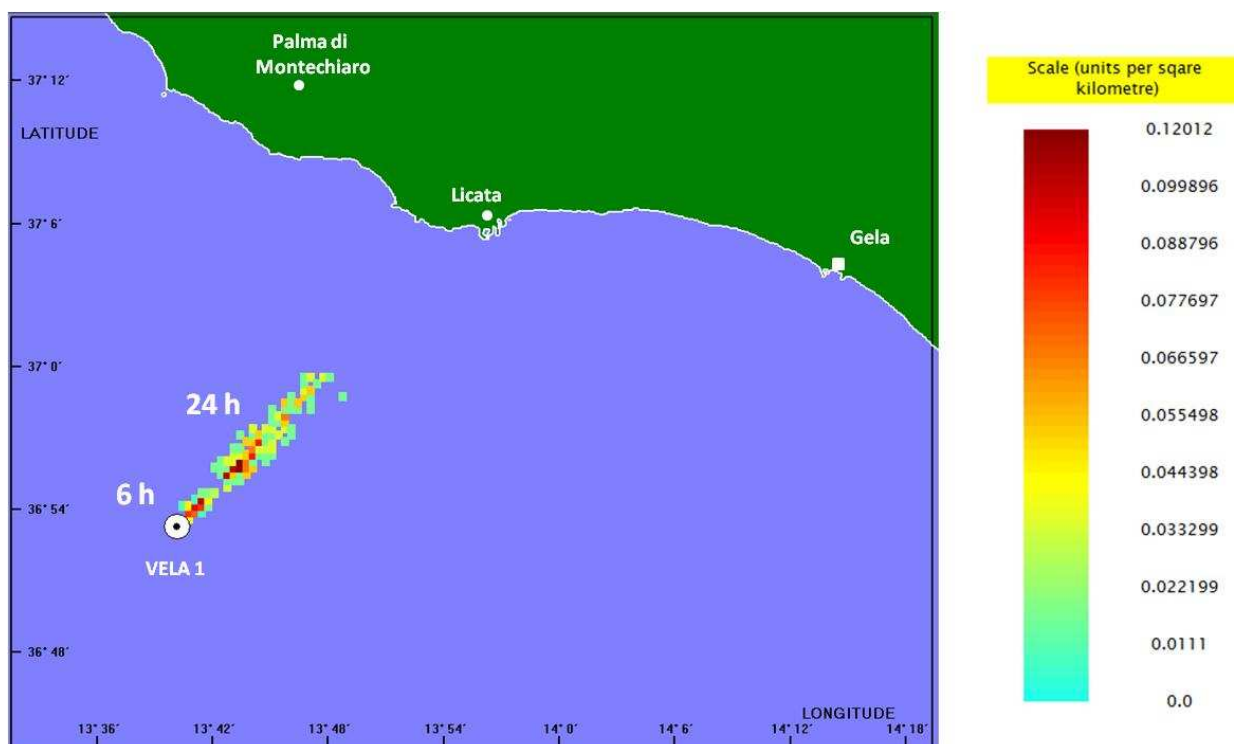 Palma di
Montechiaro
37° 12′
LATITUDE
Licata
37° 6′
Gela
37° 0′
24 h
6 h
36° 54′
VELA 1
36° 48′
LONGITUDE
13° 36′
13° 42′
13° 48′
13° 54′
14° 0′
14° 6′
14° 12′
14° 18′
Scale (units per sqare
kilometre)
0.12012
0.099896
0.088796
0.077697
0.066597
0.055498
0.044398
0.033299
0.022199
0.0111
0.0